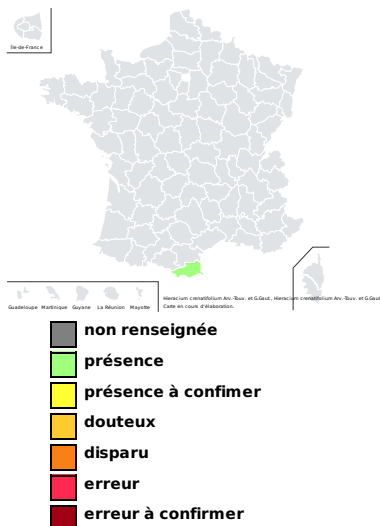 Île-de-France
Guadeloupe Martinique Guyane La Réunion Mayotte
Hieracium crenatifolium Arv.-Touv. et G.Gaut., Hieracium crenatifolium Arv.-Touv. et G.Gaut
Carte en cours d'élaboration.
non renseignée
présence
présence à confimer
douteux
disparu
erreur
erreur à confirmer